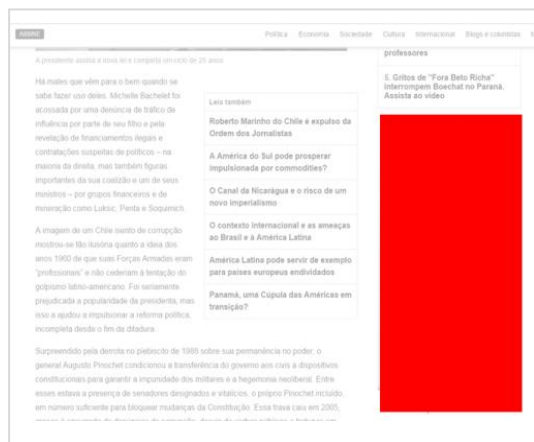 ASSINE
Política Economia Sociedade Cultura Internacional Blogs e colunistas
A presidente assina a nova lei e completa um ciclo de 25 anos
Há males que vêm para o bem quando se
sabe fazer uso deles. Michelle Bachelet foi
acossada por uma denúncia de tráfico de
influência por parte de seu filho e pela
revelação de financiamentos ilegais e
contratações suspeitas de políticos – na
maioria da direita, mas também figuras
importantes da sua coalizão e um de seus
ministros – por grupos financeiros e de
mineração como Luksic, Penta e Soquimich.
A imagem de um Chile isento de corrupção
mostrou-se tão ilusória quanto a ideia dos
anos 1960 de que suas Forças Armadas eram
"profissionais" e não cederiam à tentação do
golpismo latino-americano. Foi seriamente
prejudicada a popularidade da presidenta, mas
isso a ajudou a impulsionar a reforma política,
incompleta desde o fim da ditadura.
Leia também
Roberto Marinho do Chile é expulso da
Ordem dos Jornalistas
A América do Sul pode prosperar
impulsionada por commodities?
O Canal da Nicarágua e o risco de um
novo imperialismo
O contexto internacional e as ameaças
ao Brasil e à América Latina
América Latina pode servir de exemplo
para países europeus endividados
Panamá, uma Cúpula das Américas em
transição?
Surpreendido pela derrota no plebiscito de 1988 sobre sua permanência no poder, o
general Augusto Pinochet condicionou a transferência do governo aos civis a dispositivos
constitucionais para garantir a impunidade dos militares e a hegemonia neoliberal. Entre
esses estava a presença de senadores designados e vitalícios, o próprio Pinochet incluído,
em número suficiente para bloquear mudanças da Constituição. Essa trava caiu em 2005,
professores
5. Gritos de "Fora Beto Richa"
interrompem Boechat no Paraná.
Assista ao vídeo